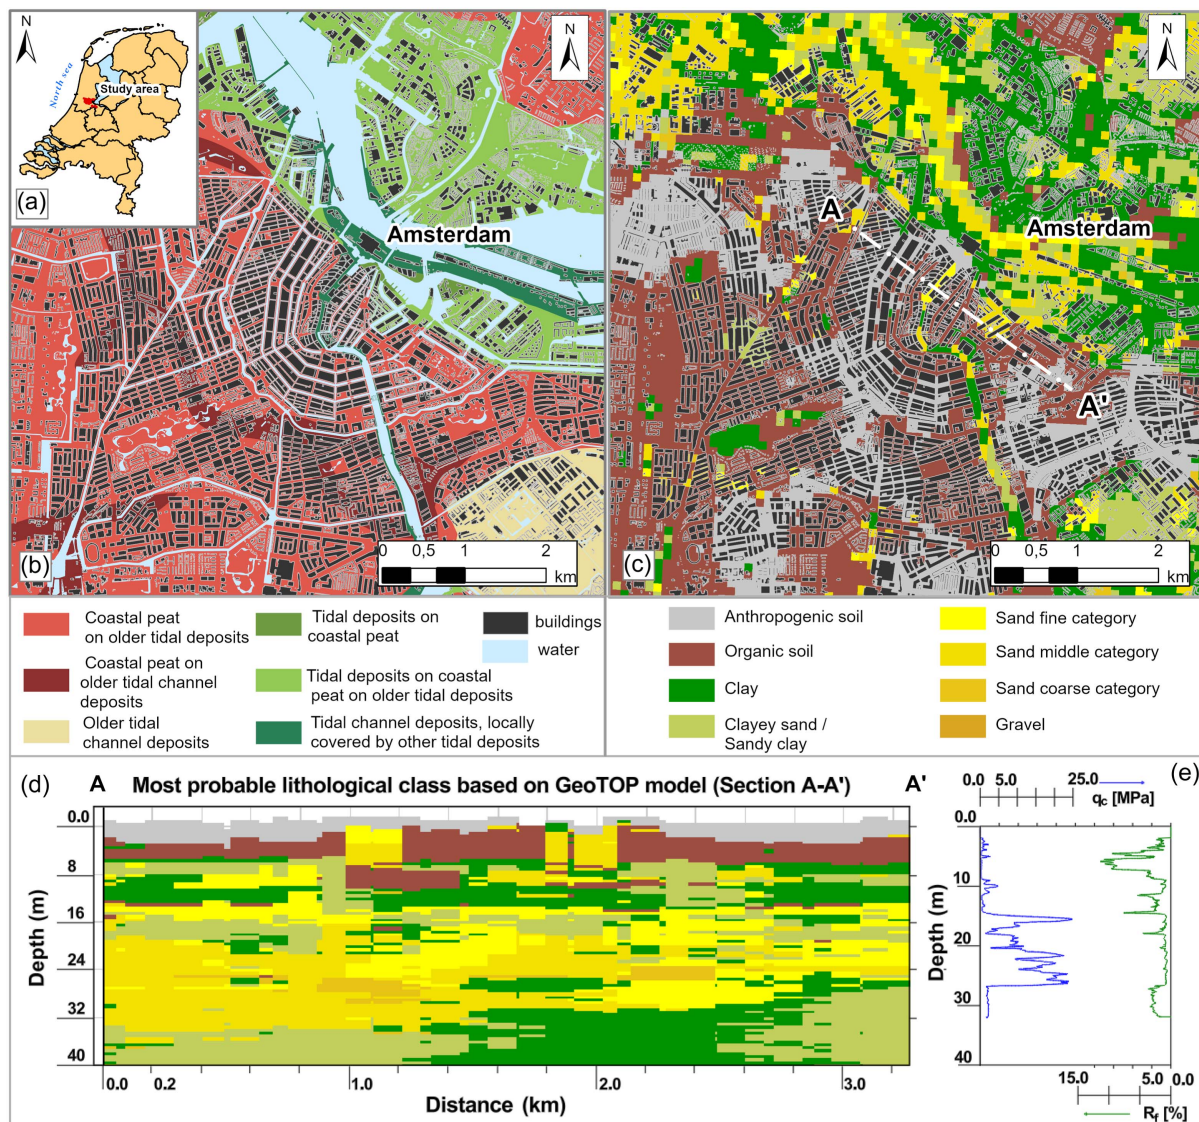 N
North sea
Study area
(a)
N
Amsterdam
(b)
0 0,5 1 2
km
N
A
Amsterdam
A'
(c)
0 0,5 1 2
km
Coastal peat
on older tidal deposits
Coastal peat on
older tidal channel
deposits
Older tidal
channel deposits
Tidal deposits on
coastal peat
Tidal deposits on coastal
peat on older tidal deposits
Tidal channel deposits, locally
covered by other tidal deposits
buildings
water
Anthropogenic soil
Organic soil
Clay
Clayey sand /
Sandy clay
Sand fine category
Sand middle category
Sand coarse category
Gravel
(d)
A Most probable lithological class based on GeoTOP model (Section A-A') A'
0.0
8
16
24
32
40
Depth (m)
0.0 0.2 1.0 2.0 3.0
Distance (km)
(e)
0.0 5.0 25.0
qc [MPa]
0.0
10
20
30
40
Depth (m)
15.0 5.0 0.0
Rf [%]